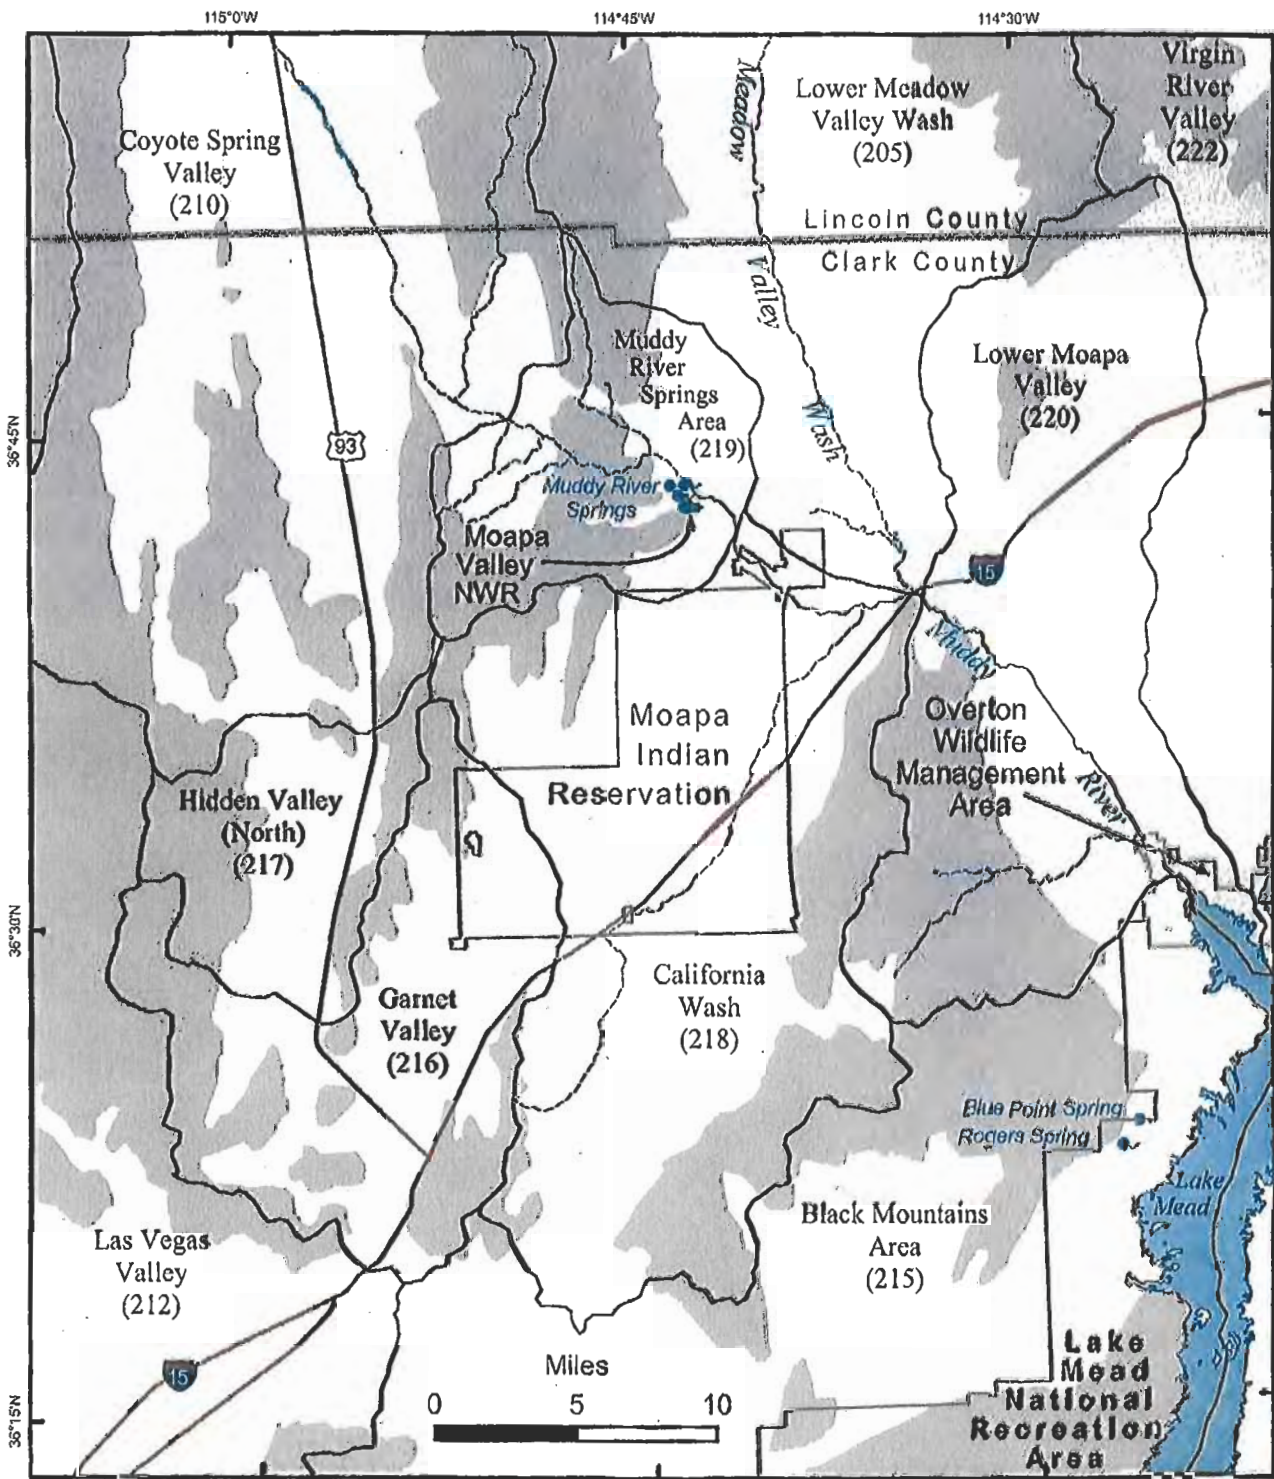 115°0'W
114°45'W
114°30'W
Virgin
River
Valley
(222)
Meadow
Lower Meadow
Valley Wash
(205)
Coyote Spring
Valley
(210)
Lincoln County
Clark County
Valley
Muddy
River
Springs
Area
(219)
Lower Moapa
Valley
(220)
Wash
36°45'N
93
Muddy River
Springs
Moapa
Valley
NWR
15
Muddy
Moapa
Indian
Reservation
Overton
Wildlife
Management
Area
River
Hidden Valley
(North)
(217)
36°30'N
California
Wash
(218)
Garnet
Valley
(216)
Blue Point Spring
Rogers Spring
Lake
Mead
Black Mountains
Area
(215)
Las Vegas
Valley
(212)
15
Miles
0 5 10
Lake
Mead
National
Recreation
Area
36°15'N